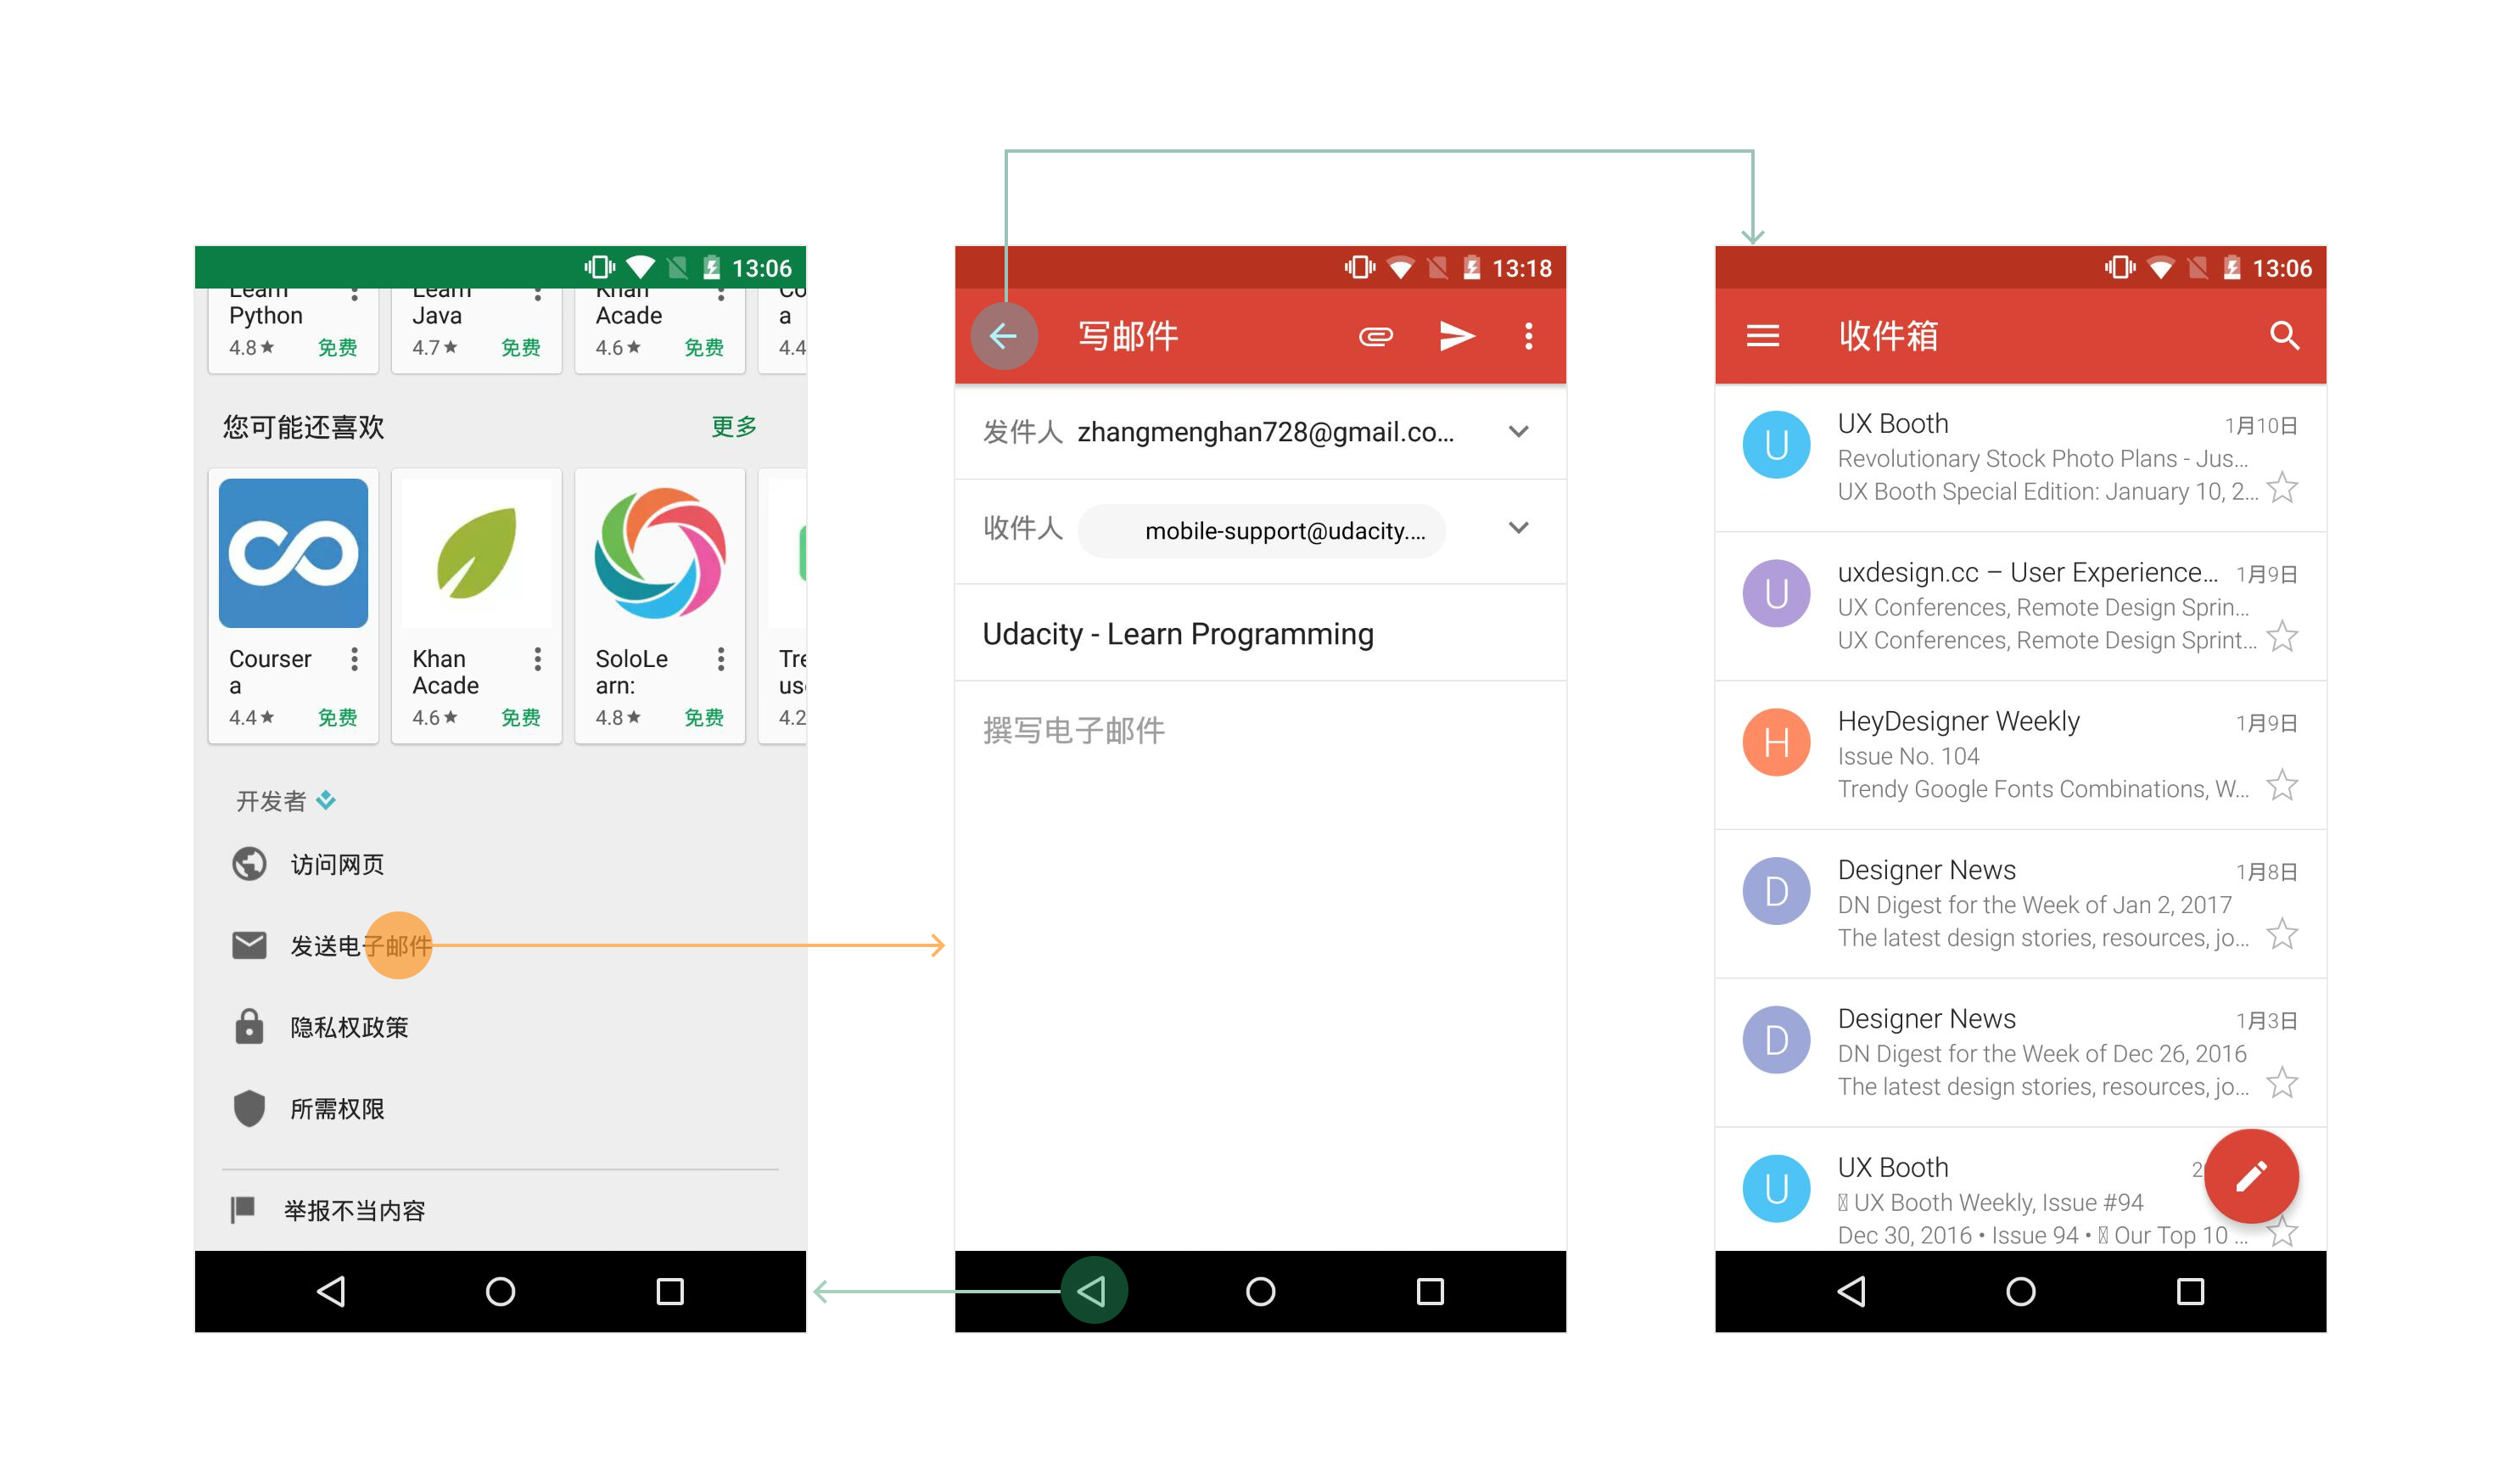 13:06
Learn
Python
4.8★ 免费
Learn
Java
4.7★ 免费
Khan
Acade
4.6★ 免费
Co
a
4.4
您可能还喜欢 更多
Courser
a
4.4★ 免费
Khan
Acade
4.6★ 免费
SoloLe
arn:
4.8★ 免费
Tre
us
4.2
开发者
访问网页
发送电子邮件
隐私权政策
所需权限
举报不当内容
13:18
写邮件
发件人 zhangmenghan728@gmail.co...
收件人 mobile-support@udacity....
Udacity - Learn Programming
撰写电子邮件
13:06
收件箱
U
UX Booth 1月10日
Revolutionary Stock Photo Plans - Jus...
UX Booth Special Edition: January 10, 2...
U
uxdesign.cc – User Experience... 1月9日
UX Conferences, Remote Design Sprin...
UX Conferences, Remote Design Sprint...
H
HeyDesigner Weekly 1月9日
Issue No. 104
Trendy Google Fonts Combinations, W...
D
Designer News 1月8日
DN Digest for the Week of Jan 2, 2017
The latest design stories, resources, jo...
D
Designer News 1月3日
DN Digest for the Week of Dec 26, 2016
The latest design stories, resources, jo...
U
UX Booth 2
UX Booth Weekly, Issue #94
Dec 30, 2016 • Issue 94 • Our Top 10 ...